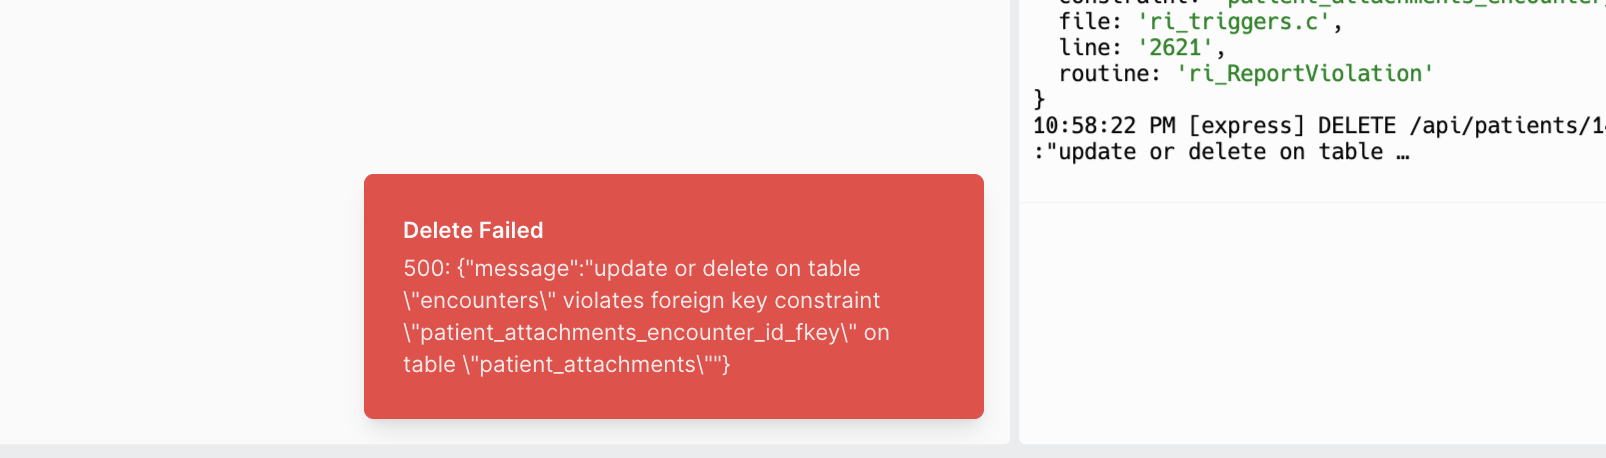 Delete Failed
500: {"message":"update or delete on table
\"encounters\" violates foreign key constraint
\"patient_attachments_encounter_id_fkey\" on
table \"patient_attachments\""}
file: 'ri_triggers.c',
line: '2621',
routine: 'ri_ReportViolation'
}
10:58:22 PM [express] DELETE /api/patients/1
:"update or delete on table …